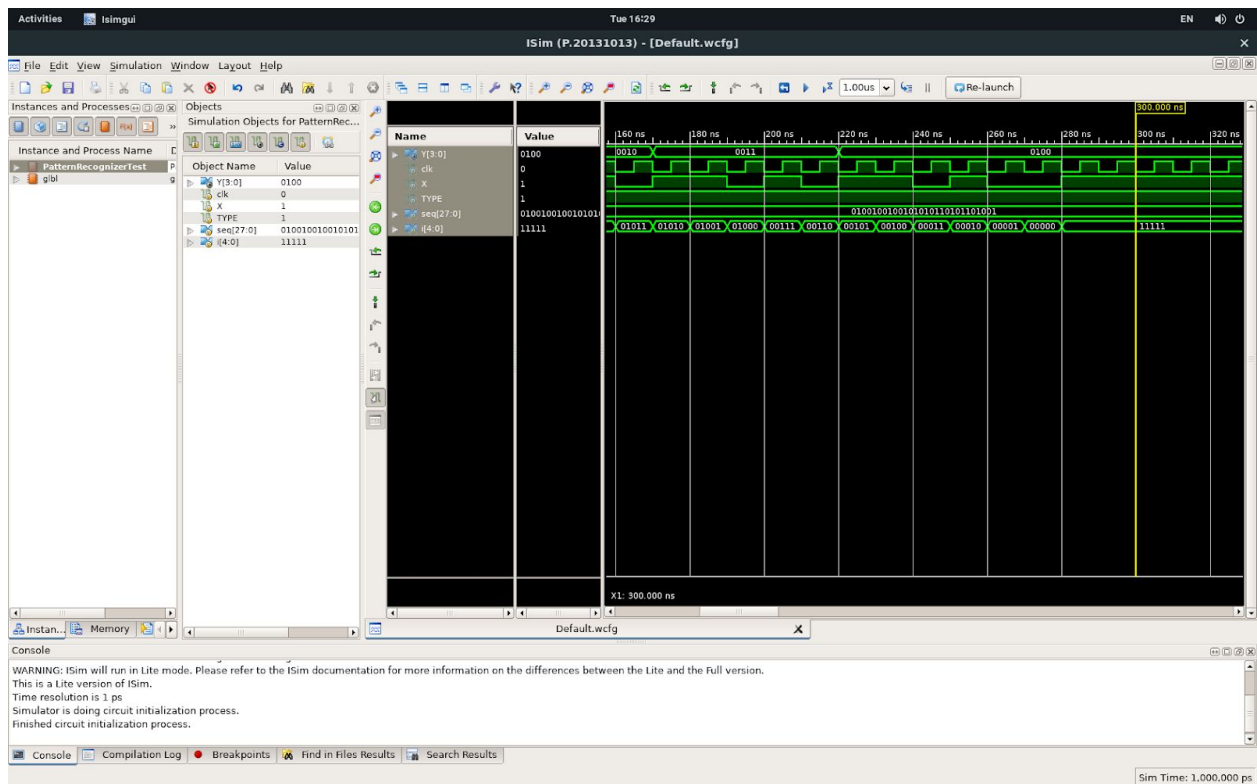 Activities Isimgui Tue 16:29 EN
ISim (P.20131013) - [Default.wcfg]
File Edit View Simulation Window Layout Help
1.00us Re-launch
Instances and Processes
Instance and Process Name
PatternRecognizerTest P
glbl g
Instan... Memory
Objects
Simulation Objects for PatternRec...
Object Name Value
Y[3:0] 0100
clk 0
X 1
TYPE 1
seq[27:0] 0100100100010101
i[4:0] 11111
Name Value
Y[3:0] 0100
clk 0
X 1
TYPE 1
seq[27:0] 0100100100101010
i[4:0] 11111
300.000 ns
160 ns 180 ns 200 ns 220 ns 240 ns 260 ns 280 ns 300 ns 320 ns
0010 0011 0100
0100100100101010110101101001
01011 01010 01001 01000 00111 00110 00101 00100 00011 00010 00001 00000 11111
X1: 300.000 ns
Default.wcfg
Console
WARNING: ISim will run in Lite mode. Please refer to the ISim documentation for more information on the differences between the Lite and the Full version.
This is a Lite version of ISim.
Time resolution is 1 ps
Simulator is doing circuit initialization process.
Finished circuit initialization process.
Console Compilation Log Breakpoints Find in Files Results Search Results
Sim Time: 1,000,000 ps